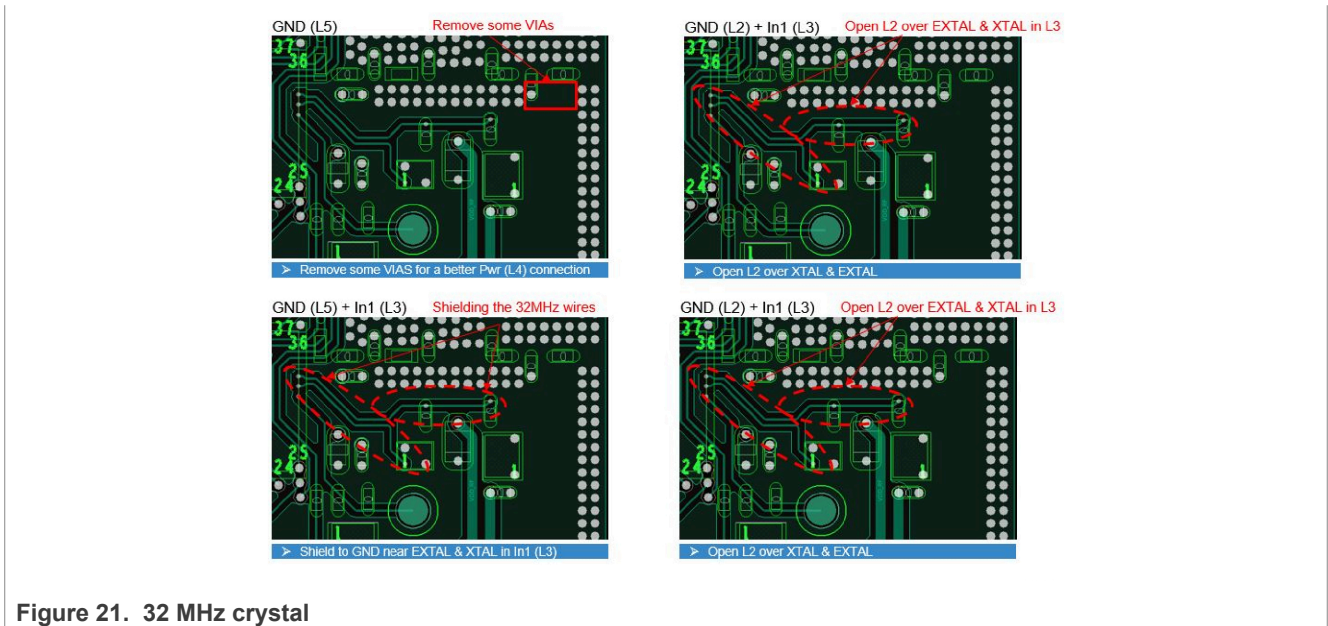 GND (L5) Remove some VIAs
37
36
25
24
1
➢ Remove some VIAS for a better Pwr (L4) connection
GND (L2) + In1 (L3) Open L2 over EXTAL & XTAL in L3
37
36
25
24
1
➢ Open L2 over XTAL & EXTAL
GND (L5) + In1 (L3) Shielding the 32MHz wires
37
36
25
24
1
➢ Shield to GND near EXTAL & XTAL in In1 (L3)
GND (L2) + In1 (L3) Open L2 over EXTAL & XTAL in L3
37
36
25
24
1
➢ Open L2 over XTAL & EXTAL
Figure 21. 32 MHz crystal